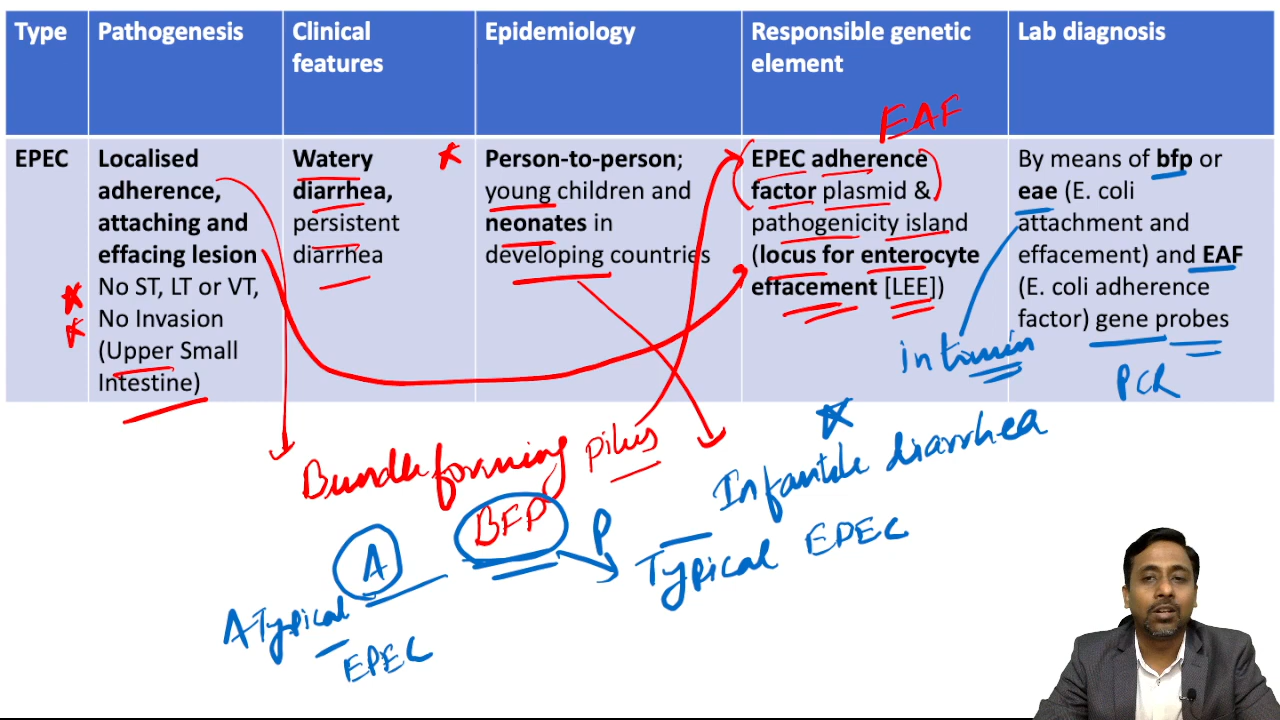 Type
Pathogenesis
Clinical
features
Epidemiology
Responsible genetic
element
Lab diagnosis
EAF
EPEC
Localised
adherence,
attaching and
effacing lesion
No ST, LT or VT,
No Invasion
(Upper Small
Intestine)
Watery
diarrhea,
persistent
diarrhea
Person-to-person;
young children and
neonates in
developing countries
EPEC adherence
factor plasmid &
pathogenicity island
(locus for enterocyte
effacement [LEE])
By means of bfp or
eae (E. coli
attachment and
effacement) and EAF
(E. coli adherence
factor) gene probes
intimin
PCR
Bundle forming pilus
Infantile diarrhea
BFP
P
A
Typical EPEC
ATypical
EPEC